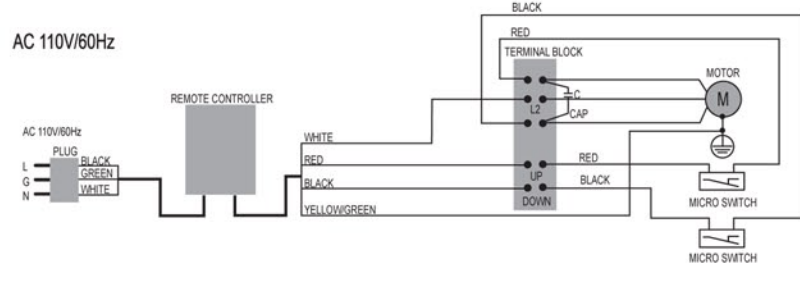 BLACK
RED
AC 110V/60Hz
TERMINAL BLOCK
MOTOR
M
REMOTE CONTROLLER
C
L2
CAP
AC 110V/60Hz
PLUG
WHITE
L
BLACK
RED
RED
G
GREEN
UP
N
WHITE
BLACK
BLACK
DOWN
MICRO SWITCH
YELLOW/GREEN
MICRO SWITCH